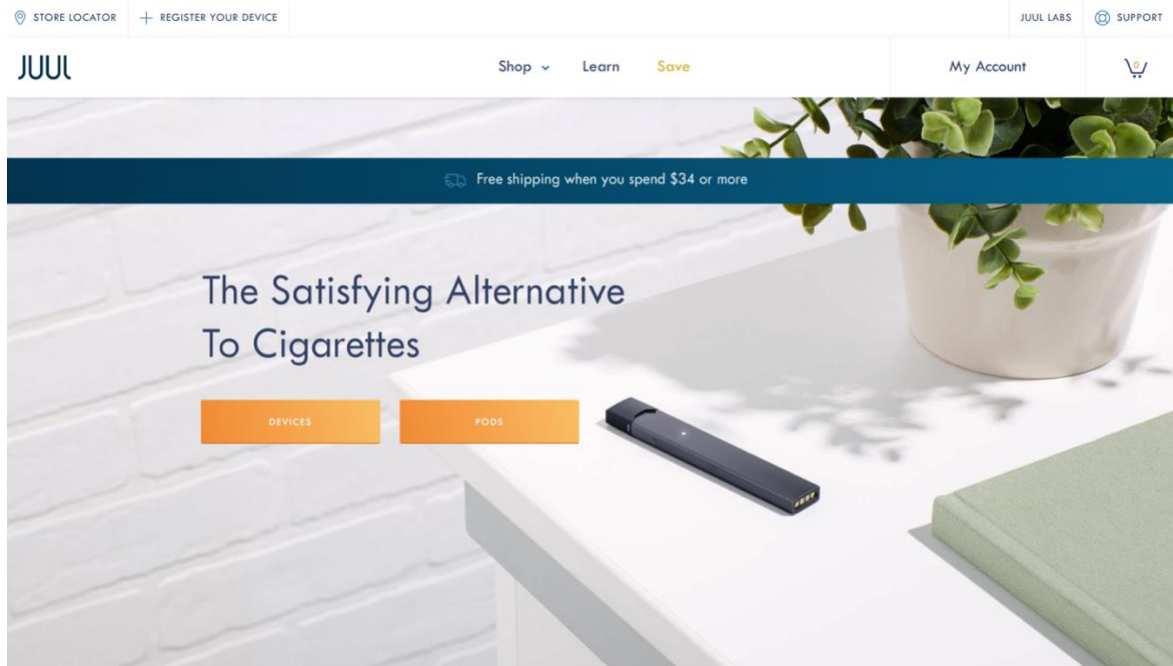 STORE LOCATOR
REGISTER YOUR DEVICE
JUUL LABS
SUPPORT
JUUL
Shop
Learn
Save
My Account
0
Free shipping when you spend $34 or more
The Satisfying Alternative
To Cigarettes
DEVICES
PODS